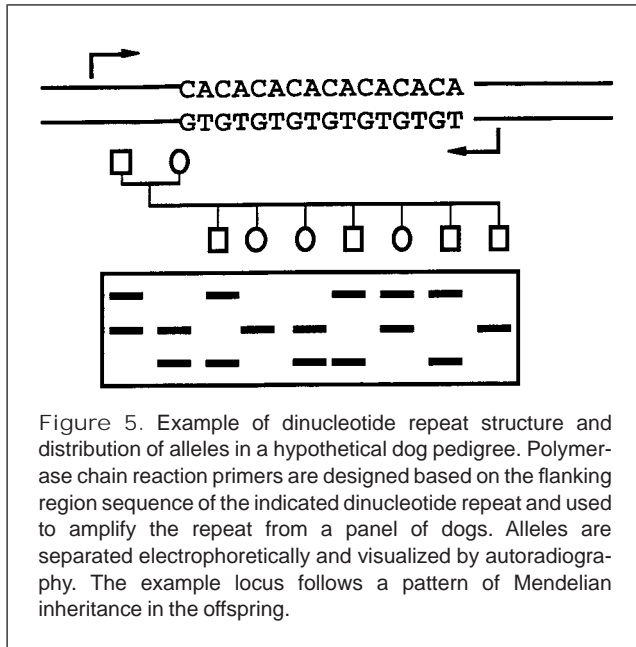 CACACACACACACACA
GTGTGTGTGTGTGTGT
Figure 5. Example of dinucleotide repeat structure and
distribution of alleles in a hypothetical dog pedigree. Polymer-
ase chain reaction primers are designed based on the flanking
region sequence of the indicated dinucleotide repeat and used
to amplify the repeat from a panel of dogs. Alleles are
separated electrophoretically and visualized by autoradiogra-
phy. The example locus follows a pattern of Mendelian
inheritance in the offspring.